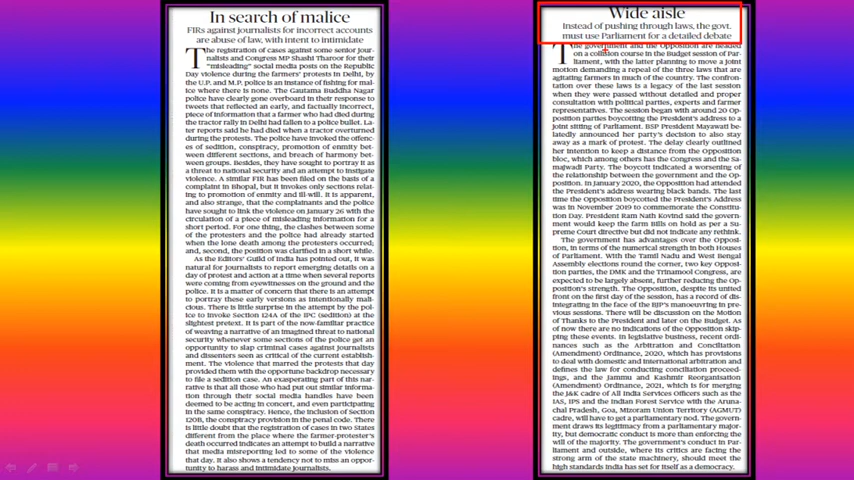 In search of malice
FIRs against journalists for incorrect accounts
are abuse of law, with intent to intimidate
The registration of cases against some senior jour-
nalists and Congress MP Shashi Tharoor for their
“misleading” social media posts on the Republic
Day violence during the farmers’ protests in Delhi, by
the U.P. and M.P. police is an instance of fishing for mal-
ice where there is none. The Gautama Buddha Nagar
police have clearly gone overboard in their response to
tweets that reflected an early, and factually incorrect,
piece of information that a farmer who had died during
the tractor rally in Delhi had fallen to a police bullet. La-
ter reports said he had died when a tractor overturned
during the protests. The police have invoked the offenc-
es of sedition, conspiracy, promotion of enmity bet-
ween different sections, and breach of harmony bet-
ween groups. Besides, they have sought to portray it as
a threat to national security and an attempt to instigate
violence. A similar FIR has been filed on the basis of a
complaint in Bhopal, but it invokes only sections relat-
ing to promotion of enmity and ill-will. It is apparent,
and also strange, that the complainants and the police
have sought to link the violence on January 26 with the
circulation of a piece of misleading information for a
short period. For one thing, the clashes between some
of the protesters and the police had already started
when the lone death among the protesters occurred;
and, second, the position was clarified in a short while.
As the Editors’ Guild of India has pointed out, it was
natural for journalists to report emerging details on a
day of protest and action at a time when several reports
were coming from eyewitnesses on the ground and the
police. It is a matter of concern that there is an attempt
to portray these early versions as intentionally mali-
cious. There is little surprise in the attempt by the pol-
ice to invoke Section 124A of the IPC (sedition) at the
slightest pretext. It is part of the now-familiar practice
of weaving a narrative of an imagined threat to national
security whenever some sections of the police get an
opportunity to slap criminal cases against journalists
and dissenters seen as critical of the current establish-
ment. The violence that marred the protests that day
provided them with the opportune backdrop necessary
to file a sedition case. An exasperating part of this nar-
rative is that all those who had put out similar informa-
tion through their social media handles have been
deemed to be acting in concert, and even participating
in the same conspiracy. Hence, the inclusion of Section
120B, the conspiracy provision in the penal code. There
is little doubt that the registration of cases in two States
different from the place where the farmer-protester’s
death occurred indicates an attempt to build a narrative
that media misreporting led to some of the violence
that day. It also shows a tendency not to miss an oppor-
tunity to harass and intimidate journalists.
Wide aisle
Instead of pushing through laws, the govt.
must use Parliament for a detailed debate
The government and the Opposition are headed
on a collision course in the Budget session of Par-
liament, with the latter planning to move a joint
motion demanding a repeal of the three laws that are
agitating farmers in much of the country. The confron-
tation over these laws is a legacy of the last session
when they were passed without detailed and proper
consultation with political parties, experts and farmer
representatives. The session began with around 20 Op-
position parties boycotting the President’s address to a
joint sitting of Parliament. BSP President Mayawati be-
latedly announced her party’s decision to also stay
away as a mark of protest. The delay clearly outlined
her intention to keep a distance from the Opposition
bloc, which among others has the Congress and the Sa-
majwadi Party. The boycott indicated a worsening of
the relationship between the government and the Op-
position. In January 2020, the Opposition had attended
the President’s address wearing black bands. The last
time the Opposition boycotted the President’s Address
was in November 2019 to commemorate the Constitu-
tion Day. President Ram Nath Kovind said the govern-
ment would keep the farm Bills on hold as per a Su-
preme Court directive but did not indicate any rethink.
The government has advantages over the Opposi-
tion, in terms of the numerical strength in both Houses
of Parliament. With the Tamil Nadu and West Bengal
Assembly elections round the corner, two key Opposi-
tion parties, the DMK and the Trinamool Congress, are
expected to be largely absent, further reducing the Op-
position’s strength. The Opposition, despite its united
front on the first day of the session, has a record of dis-
integrating in the face of the BJP’s manoeuvring in pre-
vious sessions. There will be discussion on the Motion
of Thanks to the President and later on the Budget. As
of now there are no indications of the Opposition skip-
ping these events. In legislative business, recent ordi-
nances such as the Arbitration and Conciliation
(Amendment) Ordinance, 2020, which has provisions
to deal with domestic and international arbitration and
defines the law for conducting conciliation proceed-
ings, and the Jammu and Kashmir Reorganisation
(Amendment) Ordinance, 2021, which is for merging
the J&K cadre of All India Services Officers such as the
IAS, IPS and the Indian Forest Service with the Aruna-
chal Pradesh, Goa, Mizoram Union Territory (AGMUT)
cadre, will have to get a parliamentary nod. The govern-
ment draws its legitimacy from a parliamentary major-
ity, but democratic conduct is more than enforcing the
will of the majority. The government’s conduct in Parli-
ament and outside, where its critics are facing the
strong arm of the state machinery, should meet the
high standards India has set for itself as a democracy.